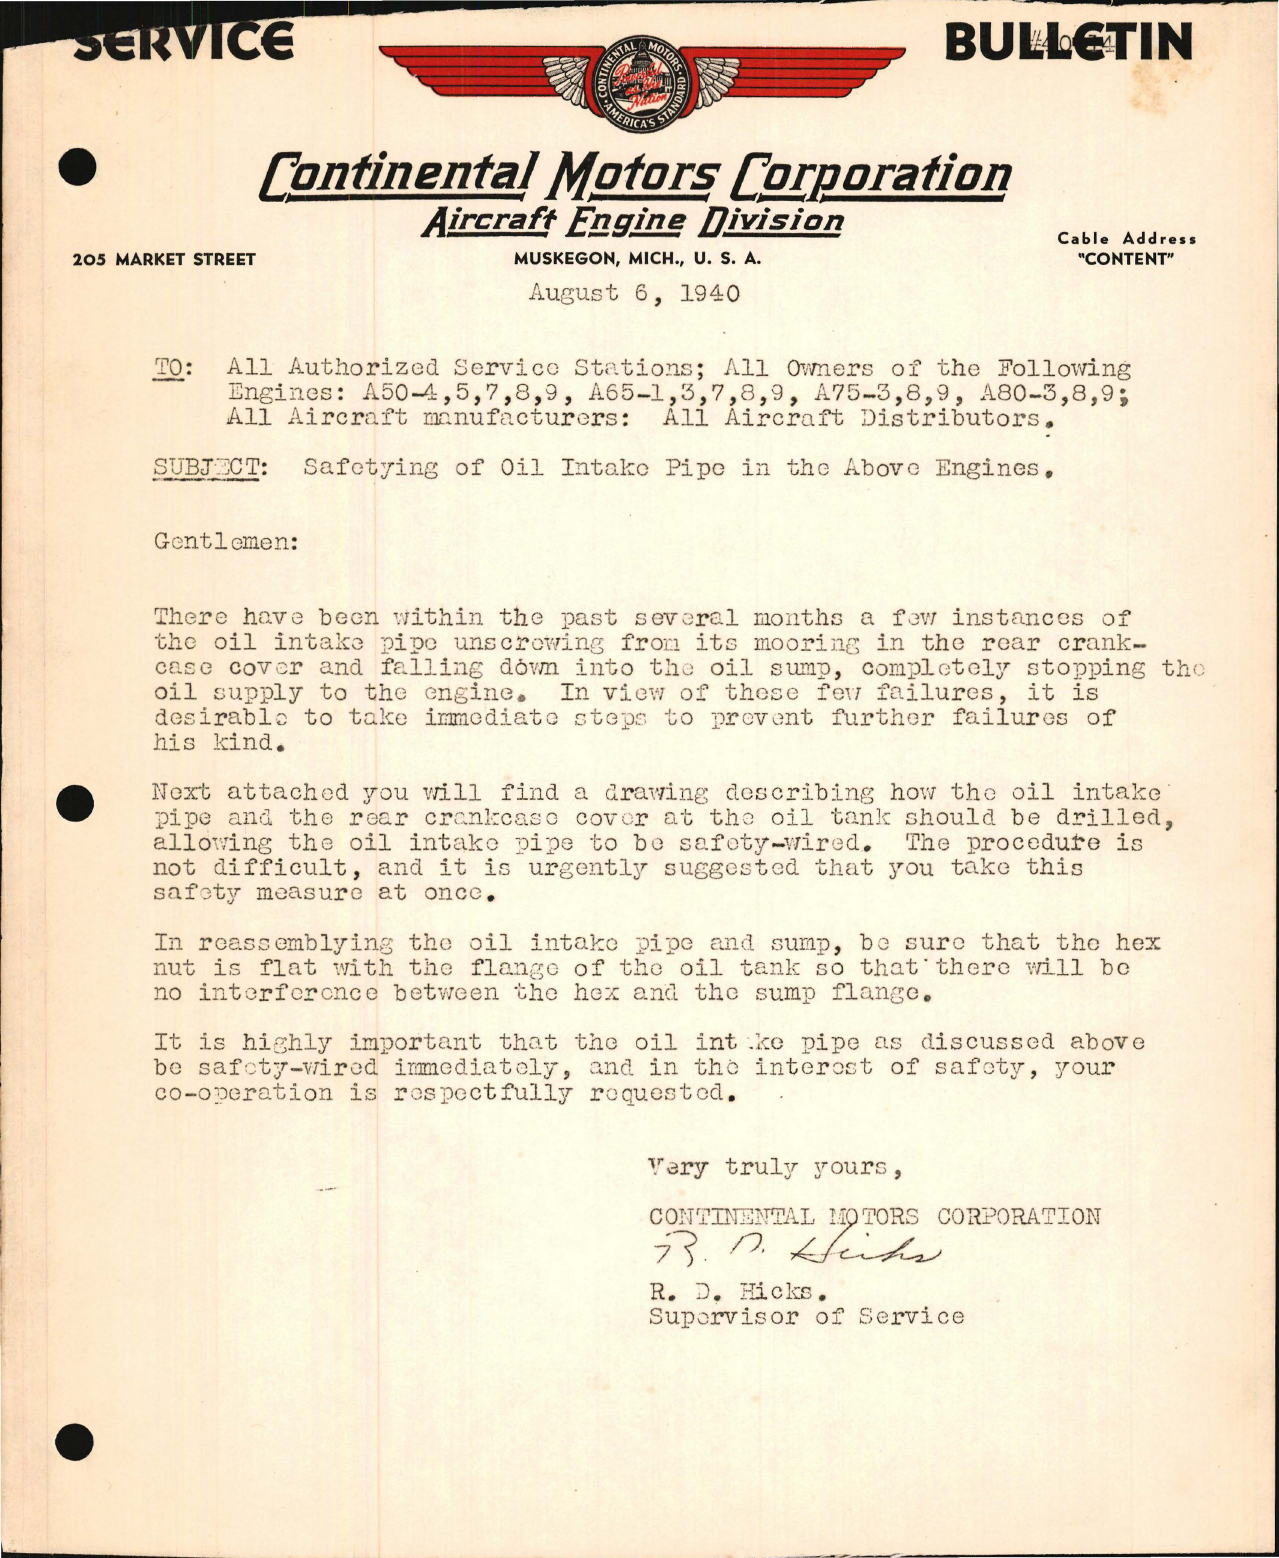 SERVICE
BULLETIN
CONTINENTAL MOTORS
Powerful as the Nation
AMERICA'S STANDARD
Continental Motors Corporation
Aircraft Engine Division
205 MARKET STREET
MUSKEGON, MICH., U. S. A.
Cable Address
"CONTENT"
August 6, 1940
TO: All Authorized Service Stations; All Owners of the Following
Engines: A50-4,5,7,8,9, A65-1,3,7,8,9, A75-3,8,9, A80-3,8,9;
All Aircraft manufacturers: All Aircraft Distributors.
SUBJECT: Safetying of Oil Intake Pipe in the Above Engines.
Gentlemen:
There have been within the past several months a few instances of
the oil intake pipe unscrewing from its mooring in the rear crank-
case cover and falling down into the oil sump, completely stopping the
oil supply to the engine. In view of these few failures, it is
desirable to take immediate steps to prevent further failures of
his kind.
Next attached you will find a drawing describing how the oil intake
pipe and the rear crankcase cover at the oil tank should be drilled,
allowing the oil intake pipe to be safety-wired. The procedure is
not difficult, and it is urgently suggested that you take this
safety measure at once.
In reassemblying the oil intake pipe and sump, be sure that the hex
nut is flat with the flange of the oil tank so that there will be
no interference between the hex and the sump flange.
It is highly important that the oil intake pipe as discussed above
be safety-wired immediately, and in the interest of safety, your
co-operation is respectfully requested.
Very truly yours,
CONTINENTAL MOTORS CORPORATION
R. D. Hicks
R. D. Hicks.
Supervisor of Service